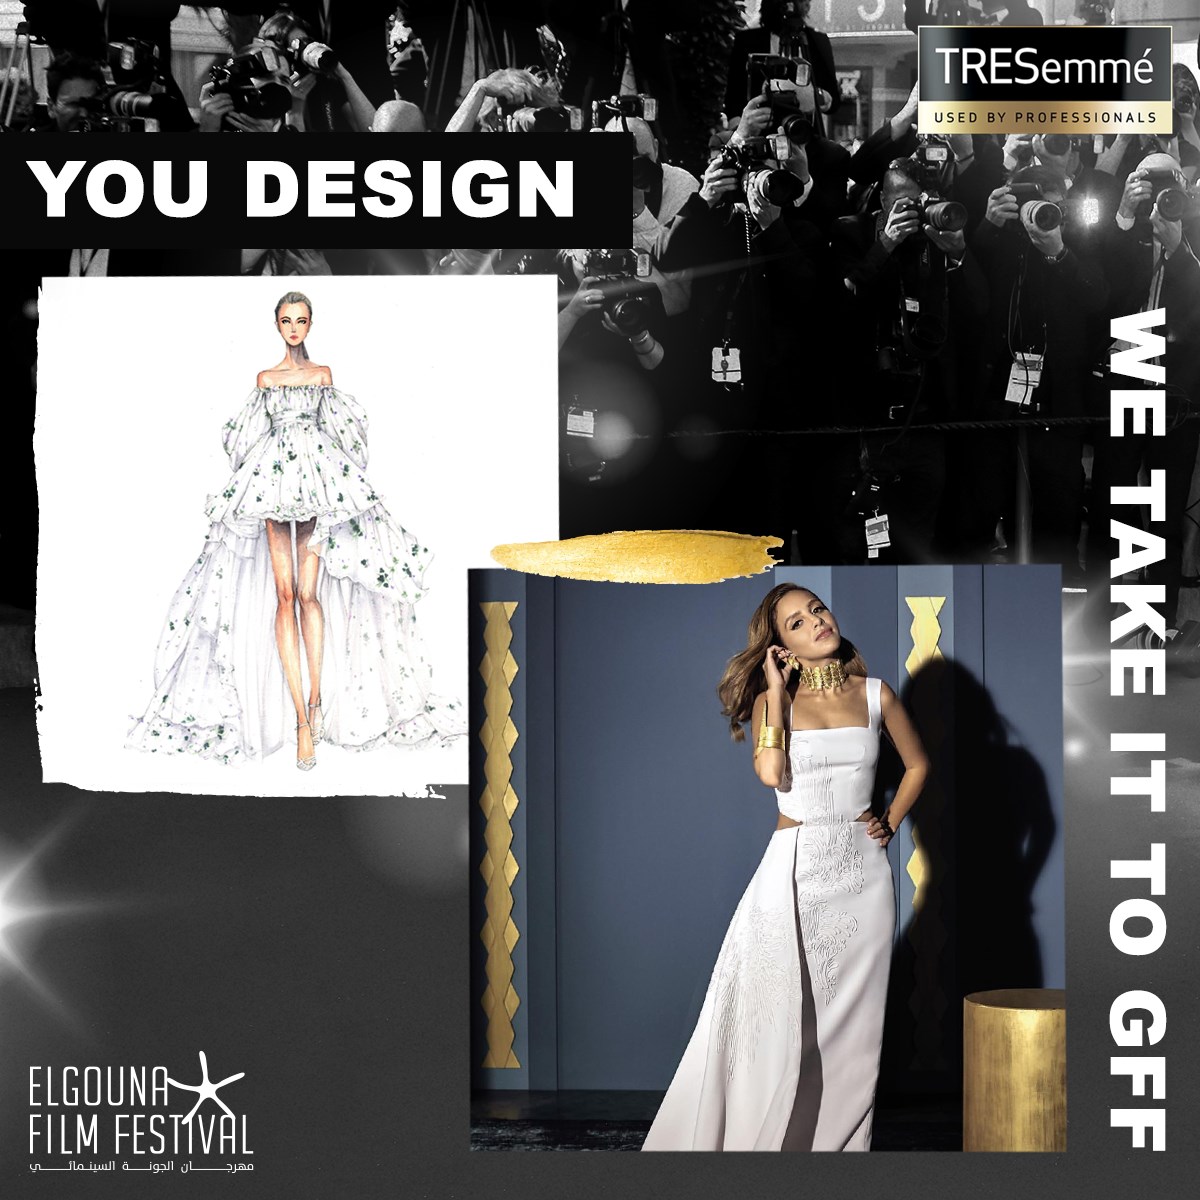 TRESemmé
USED BY PROFESSIONALS
YOU DESIGN
WE TAKE IT TO GFF
ELGOUNA
FILM FESTIVAL
مهرجان الجونة السينمائي